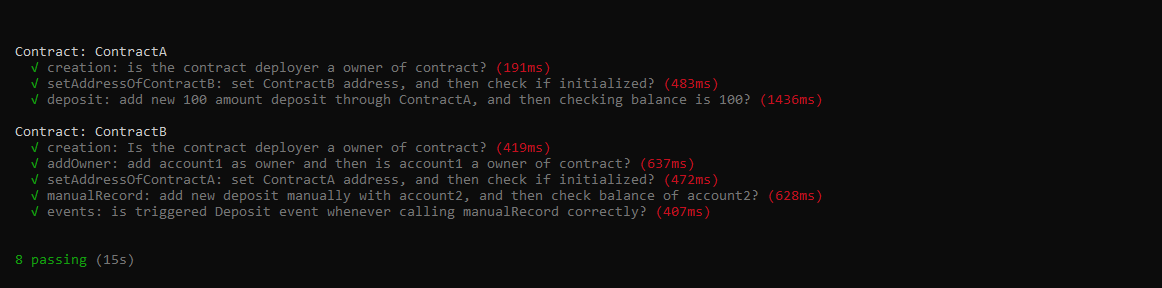 Contract: ContractA
√ creation: is the contract deployer a owner of contract? (191ms)
√ setAddressOfContractB: set ContractB address, and then check if initialized? (483ms)
√ deposit: add new 100 amount deposit through ContractA, and then checking balance is 100? (1436ms)
Contract: ContractB
√ creation: Is the contract deployer a owner of contract? (419ms)
√ addOwner: add account1 as owner and then is account1 a owner of contract? (637ms)
√ setAddressOfContractA: set ContractA address, and then check if initialized? (472ms)
√ manualRecord: add new deposit manually with account2, and then check balance of account2? (628ms)
√ events: is triggered Deposit event whenever calling manualRecord correctly? (407ms)
8 passing (15s)